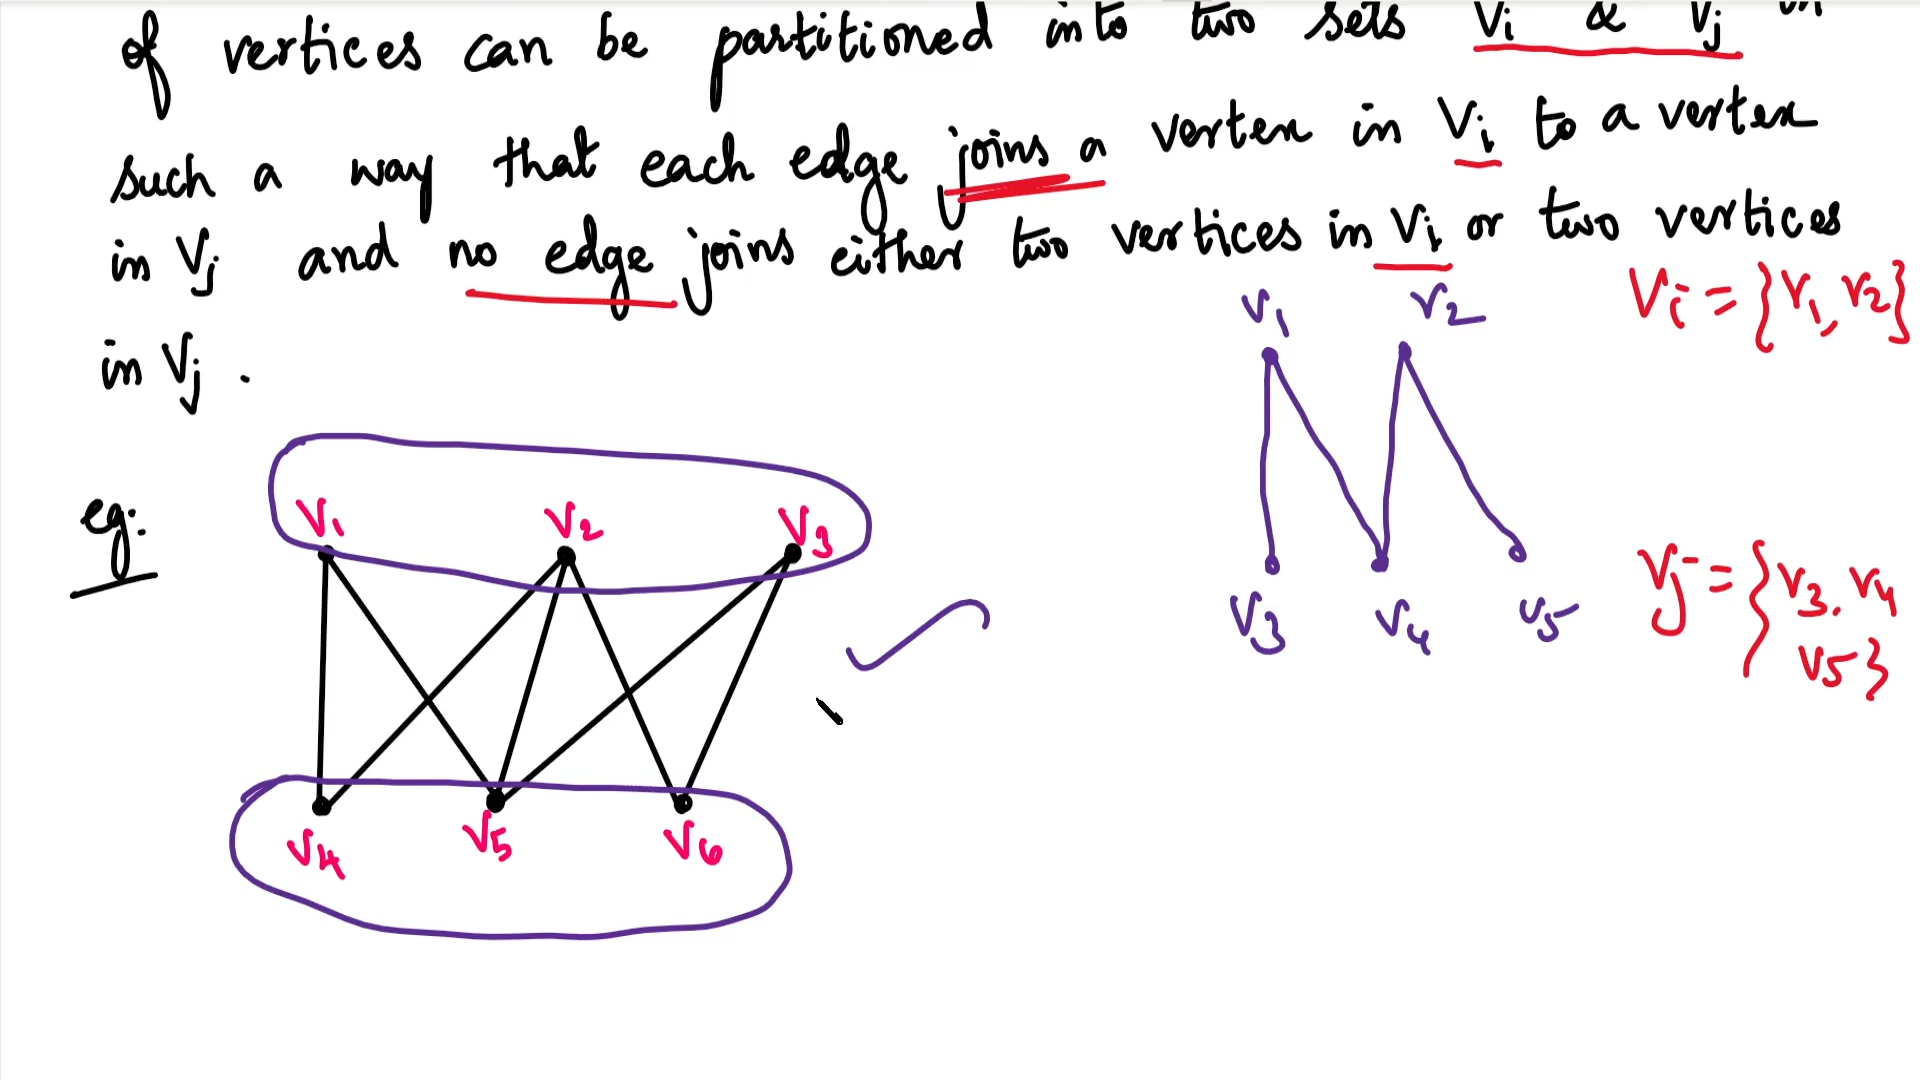 of vertices can be partitioned into two sets Vi & Vj in
such a way that each edge joins a vertex in Vi to a vertex
in Vj and no edge joins either two vertices in Vi or two vertices
in Vj .
Vi = {v1, v2}
v1 v2
eg:
v1 v2 v3
v3 v4 v5
Vj = {v3, v4
v5}
v4 v5 v6